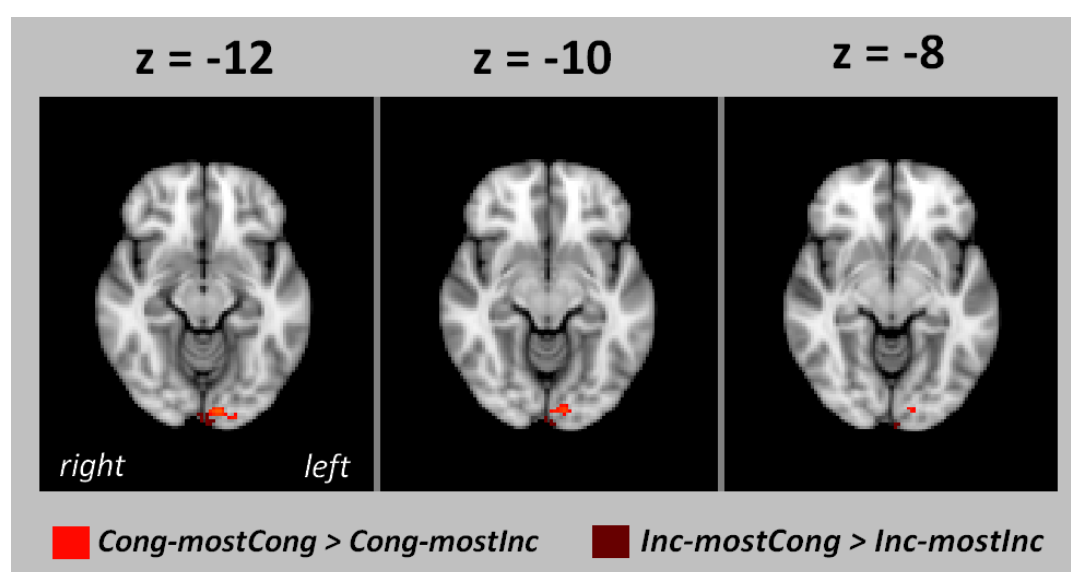 z = -12
z = -10
z = -8
right
left
Cong-mostCong > Cong-mostInc
Inc-mostCong > Inc-mostInc